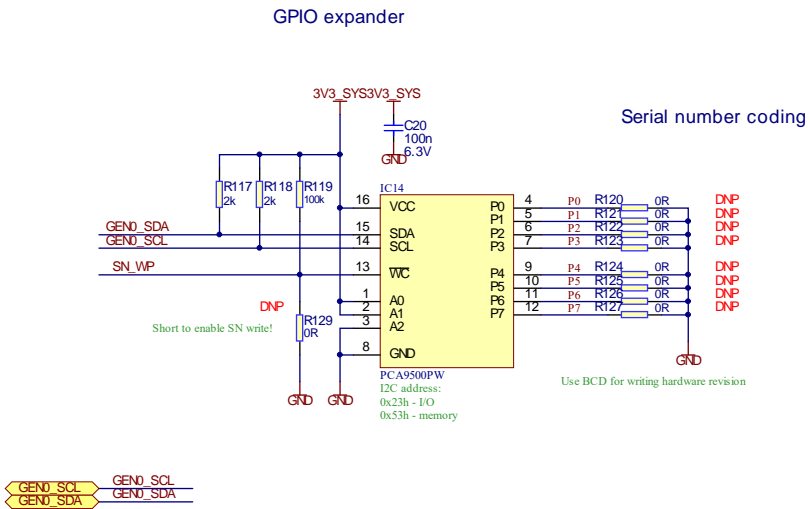 GPIO expander
3V3_SYS 3V3_SYS
Serial number coding
C20
100n
6.3V
GND
R117 2k
R118 2k
R119 100k
IC14
16 VCC
15 SDA
14 SCL
13 WC
1 A0
2 A1
3 A2
8 GND
P0 4 P0 R120 0R DNP
P1 5 P1 R121 0R DNP
P2 6 P2 R122 0R DNP
P3 7 P3 R123 0R DNP
P4 9 P4 R124 0R DNP
P5 10 P5 R125 0R DNP
P6 11 P6 R126 0R DNP
P7 12 P7 R127 0R DNP
GEN0_SDA
GEN0_SCL
SN_WP
DNP
Short to enable SN write!
R129
0R
GND
GND
GND
PCA9500PW
I2C address:
0x23h - I/O
0x53h - memory
Use BCD for writing hardware revision
GEN0_SCL GEN0_SCL
GEN0_SDA GEN0_SDA